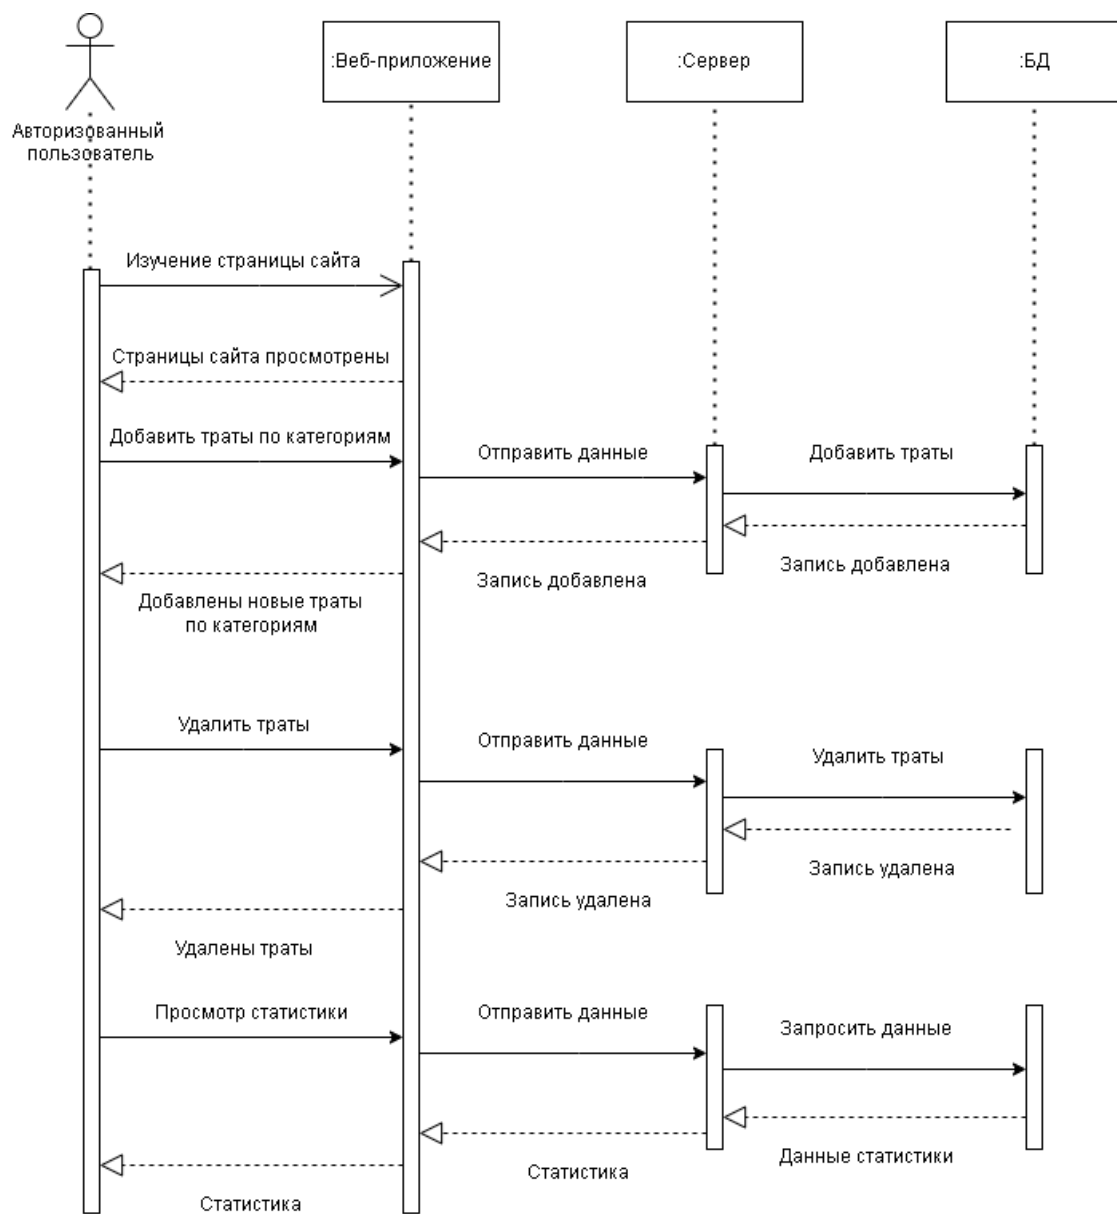 :Веб-приложение
:Сервер
:БД
Авторизованный
пользователь
Изучение страницы сайта
Страницы сайта просмотрены
Добавить траты по категориям
Отправить данные
Добавить траты
Запись добавлена
Запись добавлена
Добавлены новые траты
по категориям
Удалить траты
Отправить данные
Удалить траты
Запись удалена
Запись удалена
Удалены траты
Просмотр статистики
Отправить данные
Запросить данные
Данные статистики
Статистика
Статистика